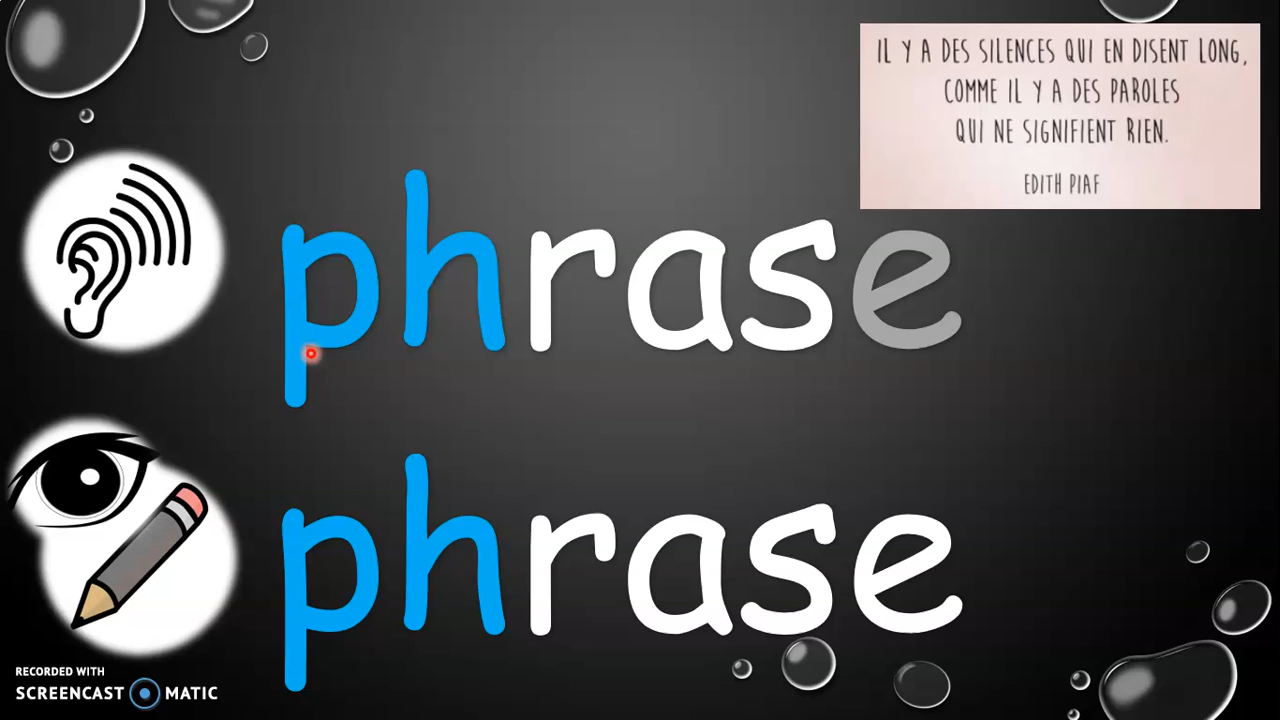 IL Y A DES SILENCES QUI EN DISENT LONG,
COMME IL Y A DES PAROLES
QUI NE SIGNIFIENT RIEN.
EDITH PIAF
phrase
phrase
RECORDED WITH
SCREENCAST MATIC